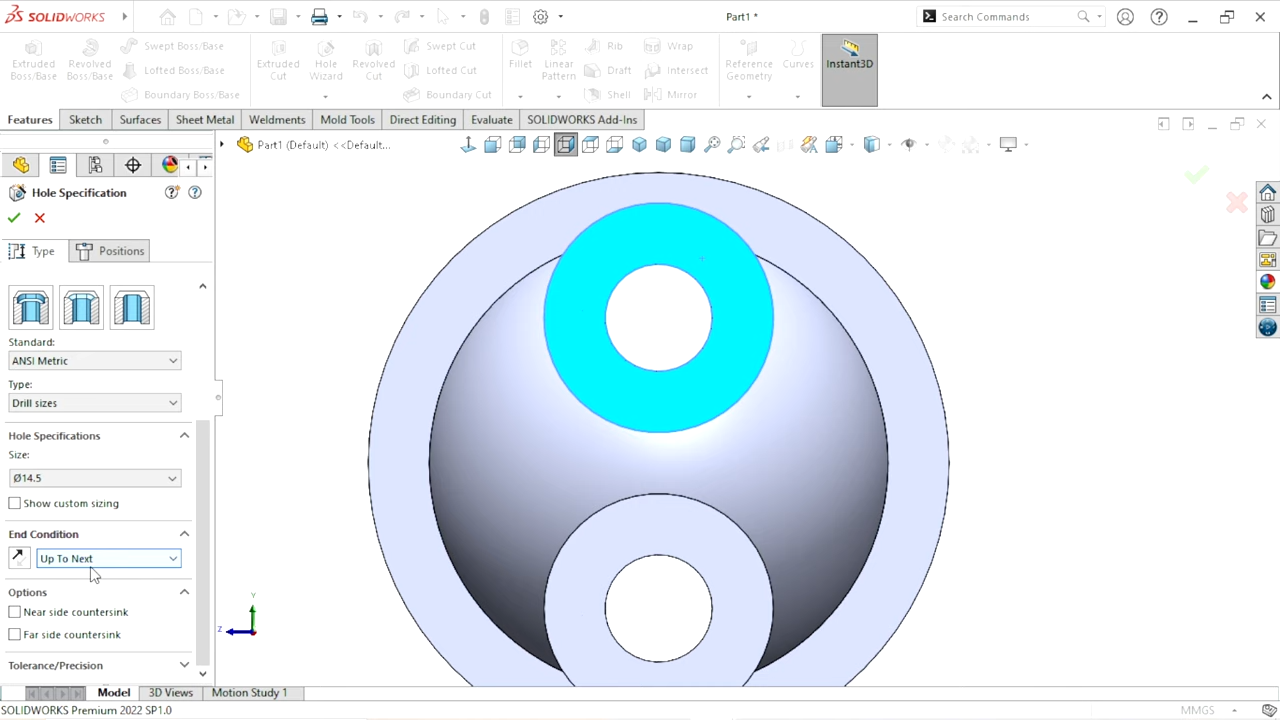 SOLIDWORKS
Part1 *
Search Commands
Extruded Boss/Base
Revolved Boss/Base
Swept Boss/Base
Lofted Boss/Base
Boundary Boss/Base
Extruded Cut
Hole Wizard
Revolved Cut
Swept Cut
Lofted Cut
Boundary Cut
Fillet
Linear Pattern
Rib
Draft
Shell
Wrap
Intersect
Mirror
Reference Geometry
Curves
Instant3D
Features
Sketch
Surfaces
Sheet Metal
Weldments
Mold Tools
Direct Editing
Evaluate
SOLIDWORKS Add-Ins
Part1 (Default) <<Default...
Hole Specification
Type
Positions
Standard:
ANSI Metric
Type:
Drill sizes
Hole Specifications
Size:
Ø14.5
Show custom sizing
End Condition
Up To Next
Options
Near side countersink
Far side countersink
Tolerance/Precision
Y
Z
Model
3D Views
Motion Study 1
SOLIDWORKS Premium 2022 SP1.0
MMGS